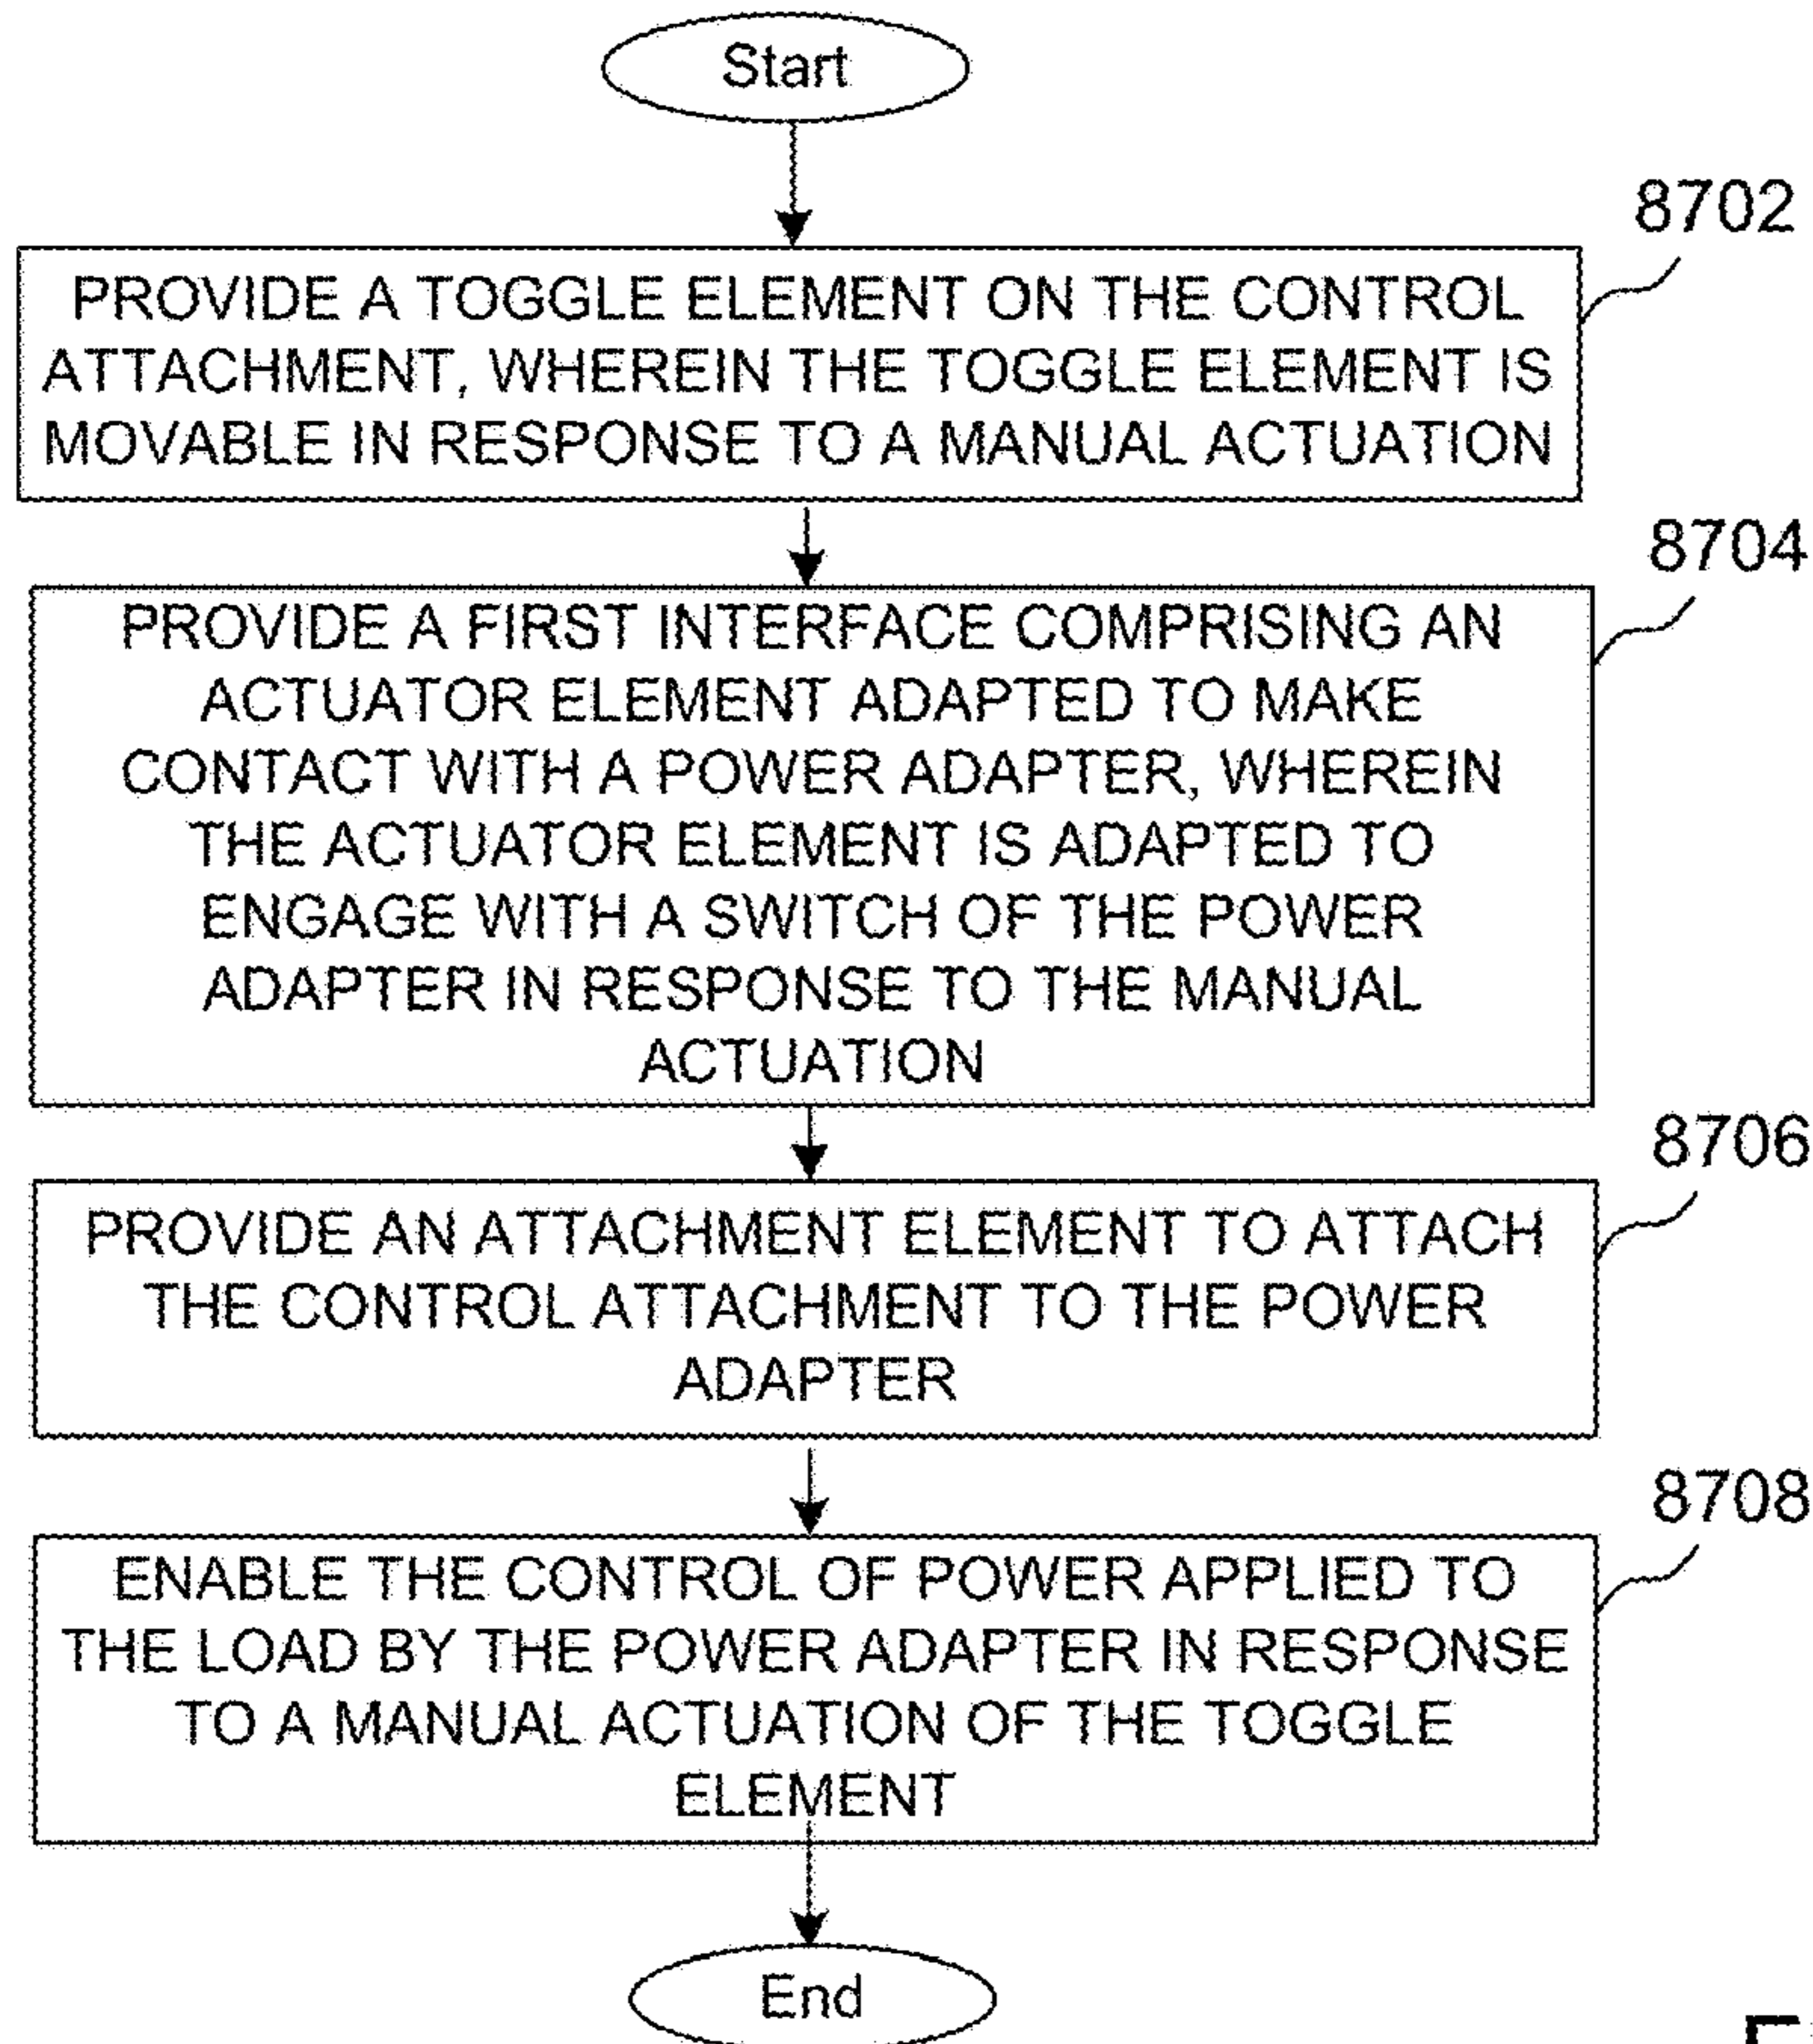 Start
8702
PROVIDE A TOGGLE ELEMENT ON THE CONTROL
ATTACHMENT, WHEREIN THE TOGGLE ELEMENT IS
MOVABLE IN RESPONSE TO A MANUAL ACTUATION
8704
PROVIDE A FIRST INTERFACE COMPRISING AN
ACTUATOR ELEMENT ADAPTED TO MAKE
CONTACT WITH A POWER ADAPTER, WHEREIN
THE ACTUATOR ELEMENT IS ADAPTED TO
ENGAGE WITH A SWITCH OF THE POWER
ADAPTER IN RESPONSE TO THE MANUAL
ACTUATION
8706
PROVIDE AN ATTACHMENT ELEMENT TO ATTACH
THE CONTROL ATTACHMENT TO THE POWER
ADAPTER
8708
ENABLE THE CONTROL OF POWER APPLIED TO
THE LOAD BY THE POWER ADAPTER IN RESPONSE
TO A MANUAL ACTUATION OF THE TOGGLE
ELEMENT
End